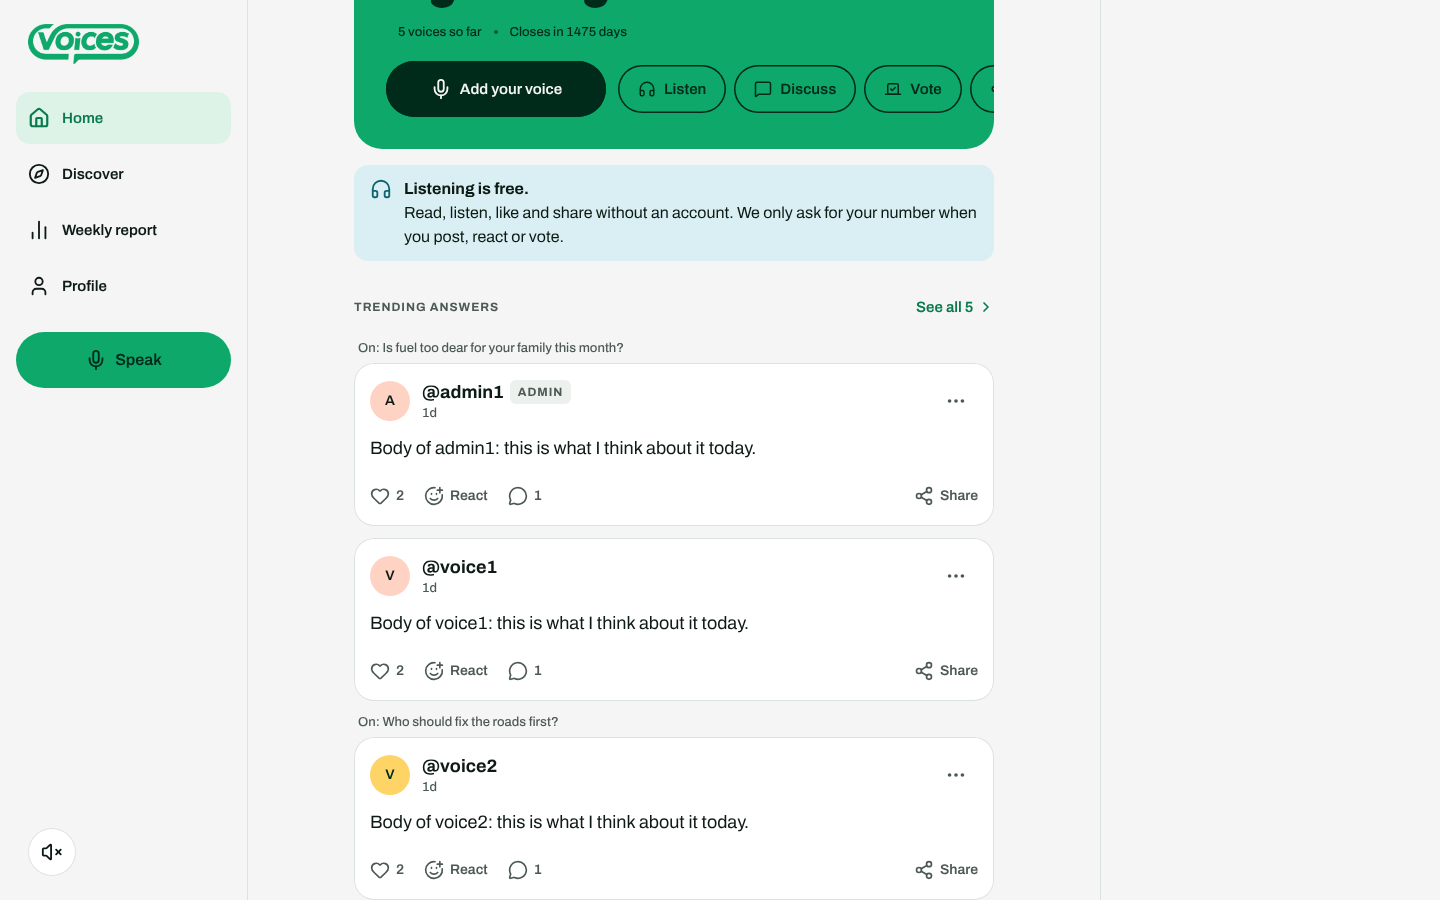 Voices
Home
Discover
Weekly report
Profile
Speak
5 voices so far • Closes in 1475 days
Add your voice
Listen
Discuss
Vote
Listening is free.
Read, listen, like and share without an account. We only ask for your number when
you post, react or vote.
TRENDING ANSWERS
See all 5
On: Is fuel too dear for your family this month?
A
@admin1 ADMIN
1d
Body of admin1: this is what I think about it today.
2 React 1 Share
V
@voice1
1d
Body of voice1: this is what I think about it today.
2 React 1 Share
On: Who should fix the roads first?
V
@voice2
1d
Body of voice2: this is what I think about it today.
2 React 1 Share